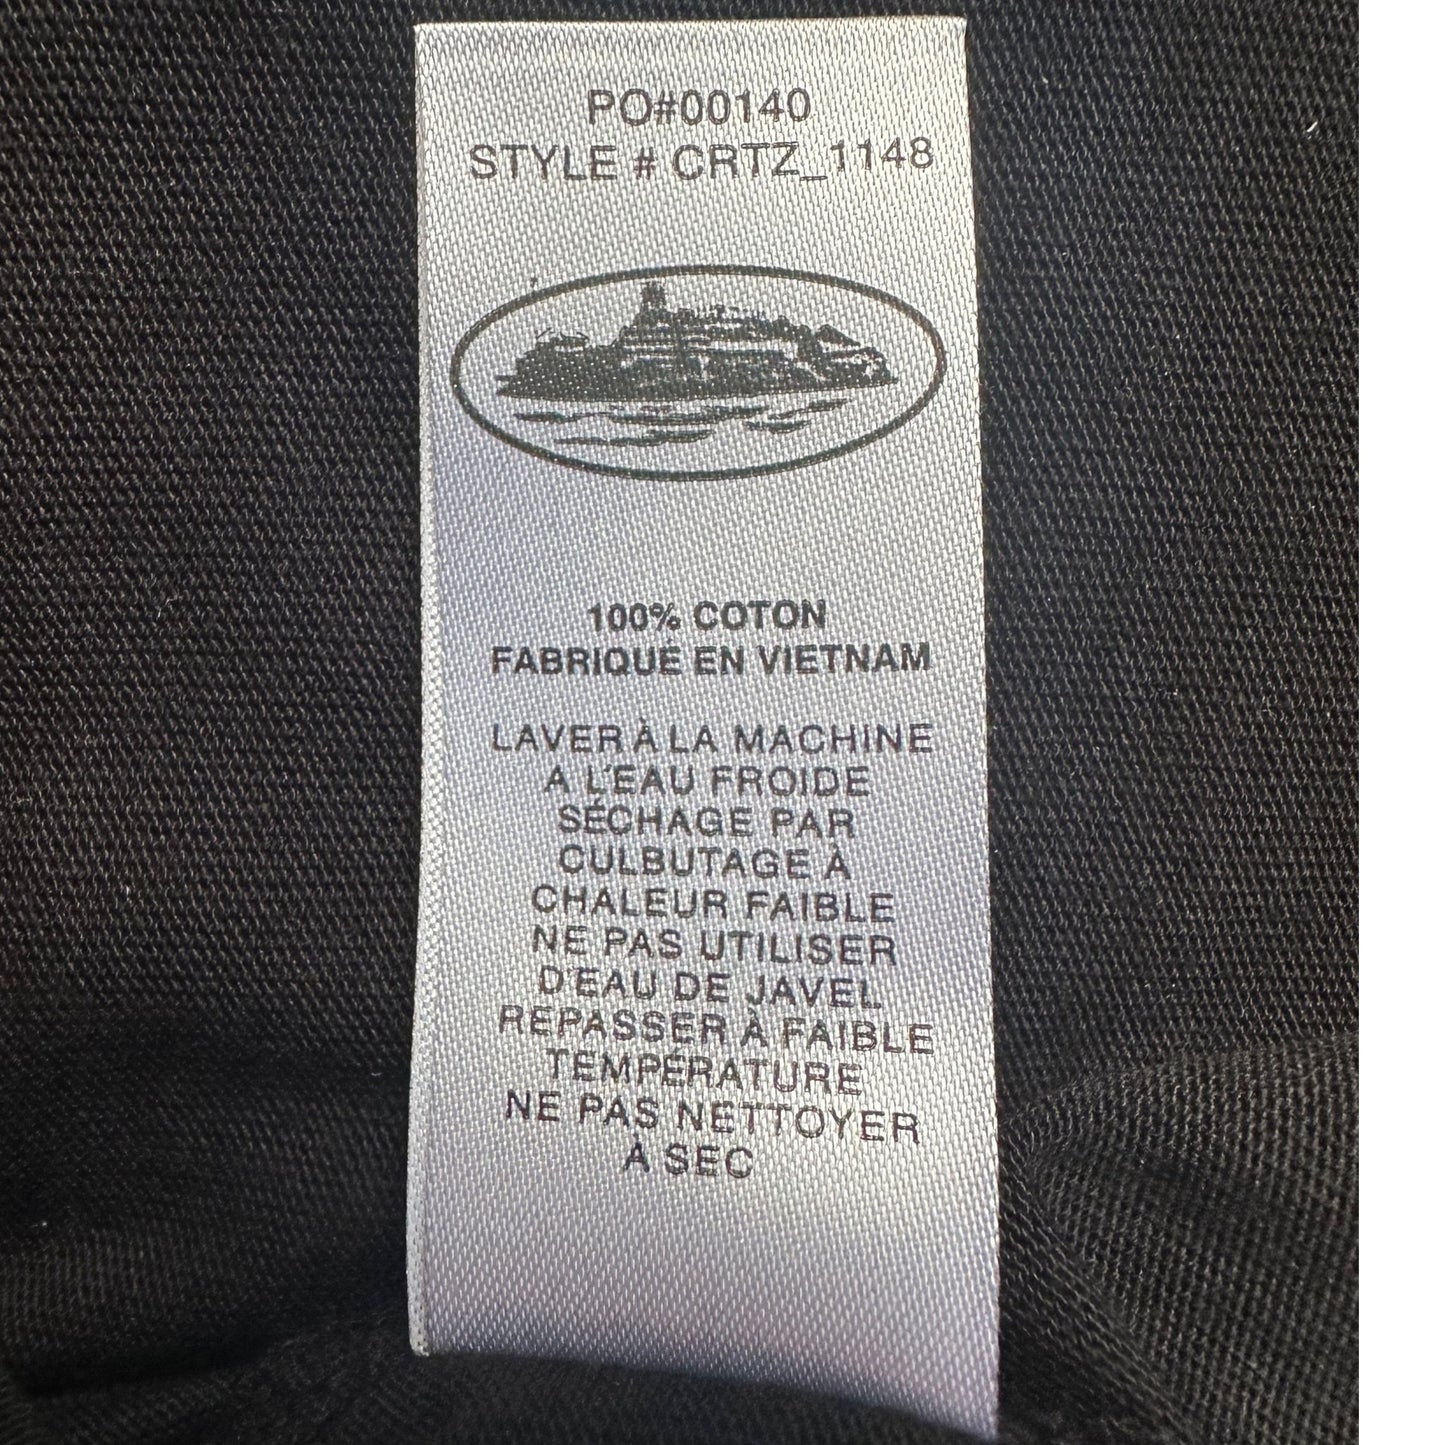 PO#00140
STYLE # CRTZ_1148
100% COTON
FABRIQUÉ EN VIETNAM
LAVER À LA MACHINE
A L'EAU FROIDE
SÉCHAGE PAR
CULBUTAGE À
CHALEUR FAIBLE
NE PAS UTILISER
D'EAU DE JAVEL
REPASSER À FAIBLE
TEMPÉRATURE
NE PAS NETTOYER
À SEC